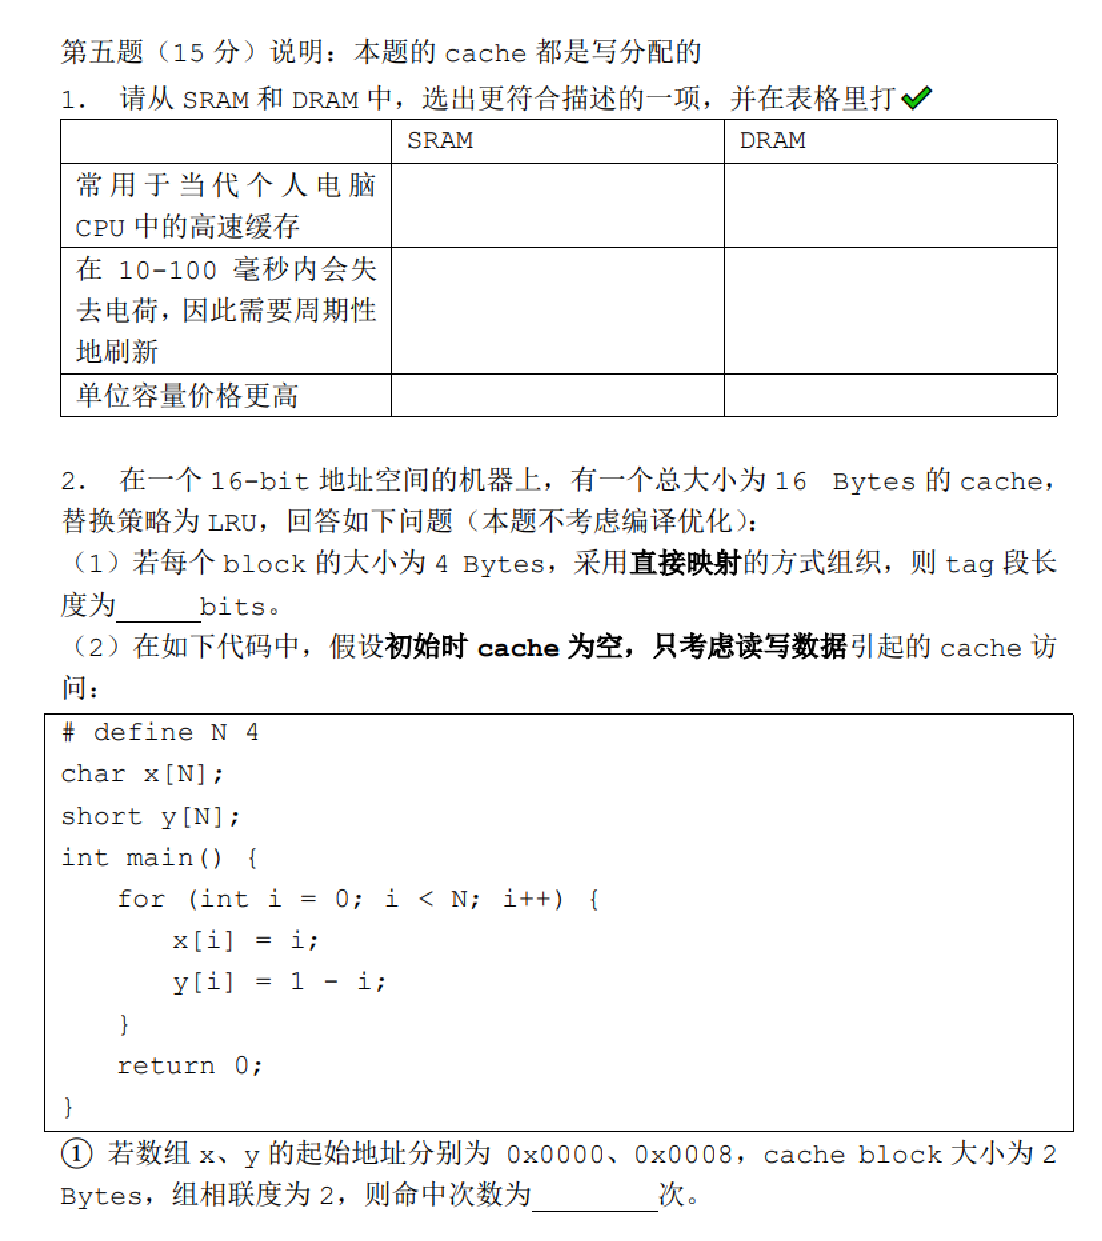 第五题（15 分）说明：本题的 cache 都是写分配的
1. 请从 SRAM 和 DRAM 中，选出更符合描述的一项，并在表格里打✔
SRAM DRAM
常用于当代个人电脑
CPU 中的高速缓存
在 10-100 毫秒内会失
去电荷，因此需要周期性
地刷新
单位容量价格更高
2. 在一个 16-bit 地址空间的机器上，有一个总大小为 16 Bytes 的 cache，
替换策略为 LRU，回答如下问题（本题不考虑编译优化）：
（1）若每个 block 的大小为 4 Bytes，采用直接映射的方式组织，则 tag 段长
度为______bits。
（2）在如下代码中，假设初始时 cache 为空，只考虑读写数据引起的 cache 访
问：
# define N 4
char x[N];
short y[N];
int main() {
for (int i = 0; i < N; i++) {
x[i] = i;
y[i] = 1 - i;
}
return 0;
}
① 若数组 x、y 的起始地址分别为 0x0000、0x0008，cache block 大小为 2
Bytes，组相联度为 2，则命中次数为_________次。